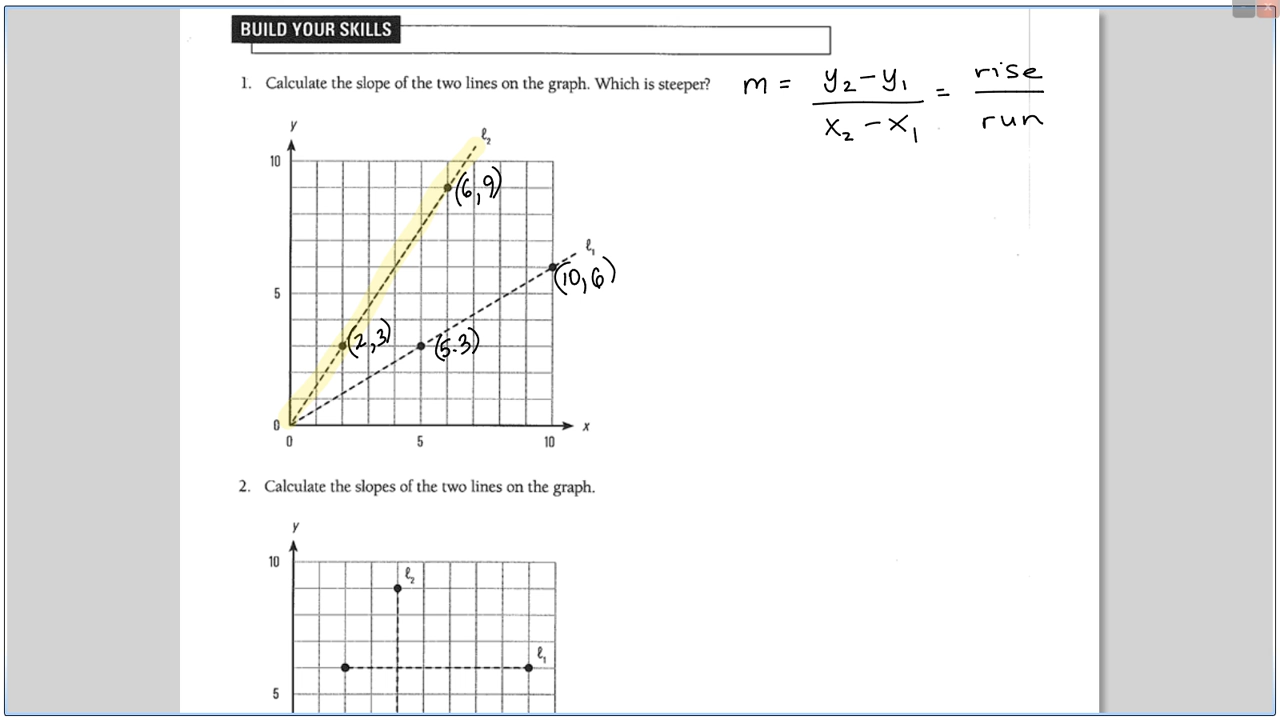 BUILD YOUR SKILLS
1. Calculate the slope of the two lines on the graph. Which is steeper?
m = y₂-y₁ / x₂-x₁ = rise / run
y
ℓ₂
10
(6,9)
ℓ₁
(10,6)
5
(2,3)
(5.3)
0
x
0 5 10
2. Calculate the slopes of the two lines on the graph.
y
10
ℓ₂
ℓ₁
5